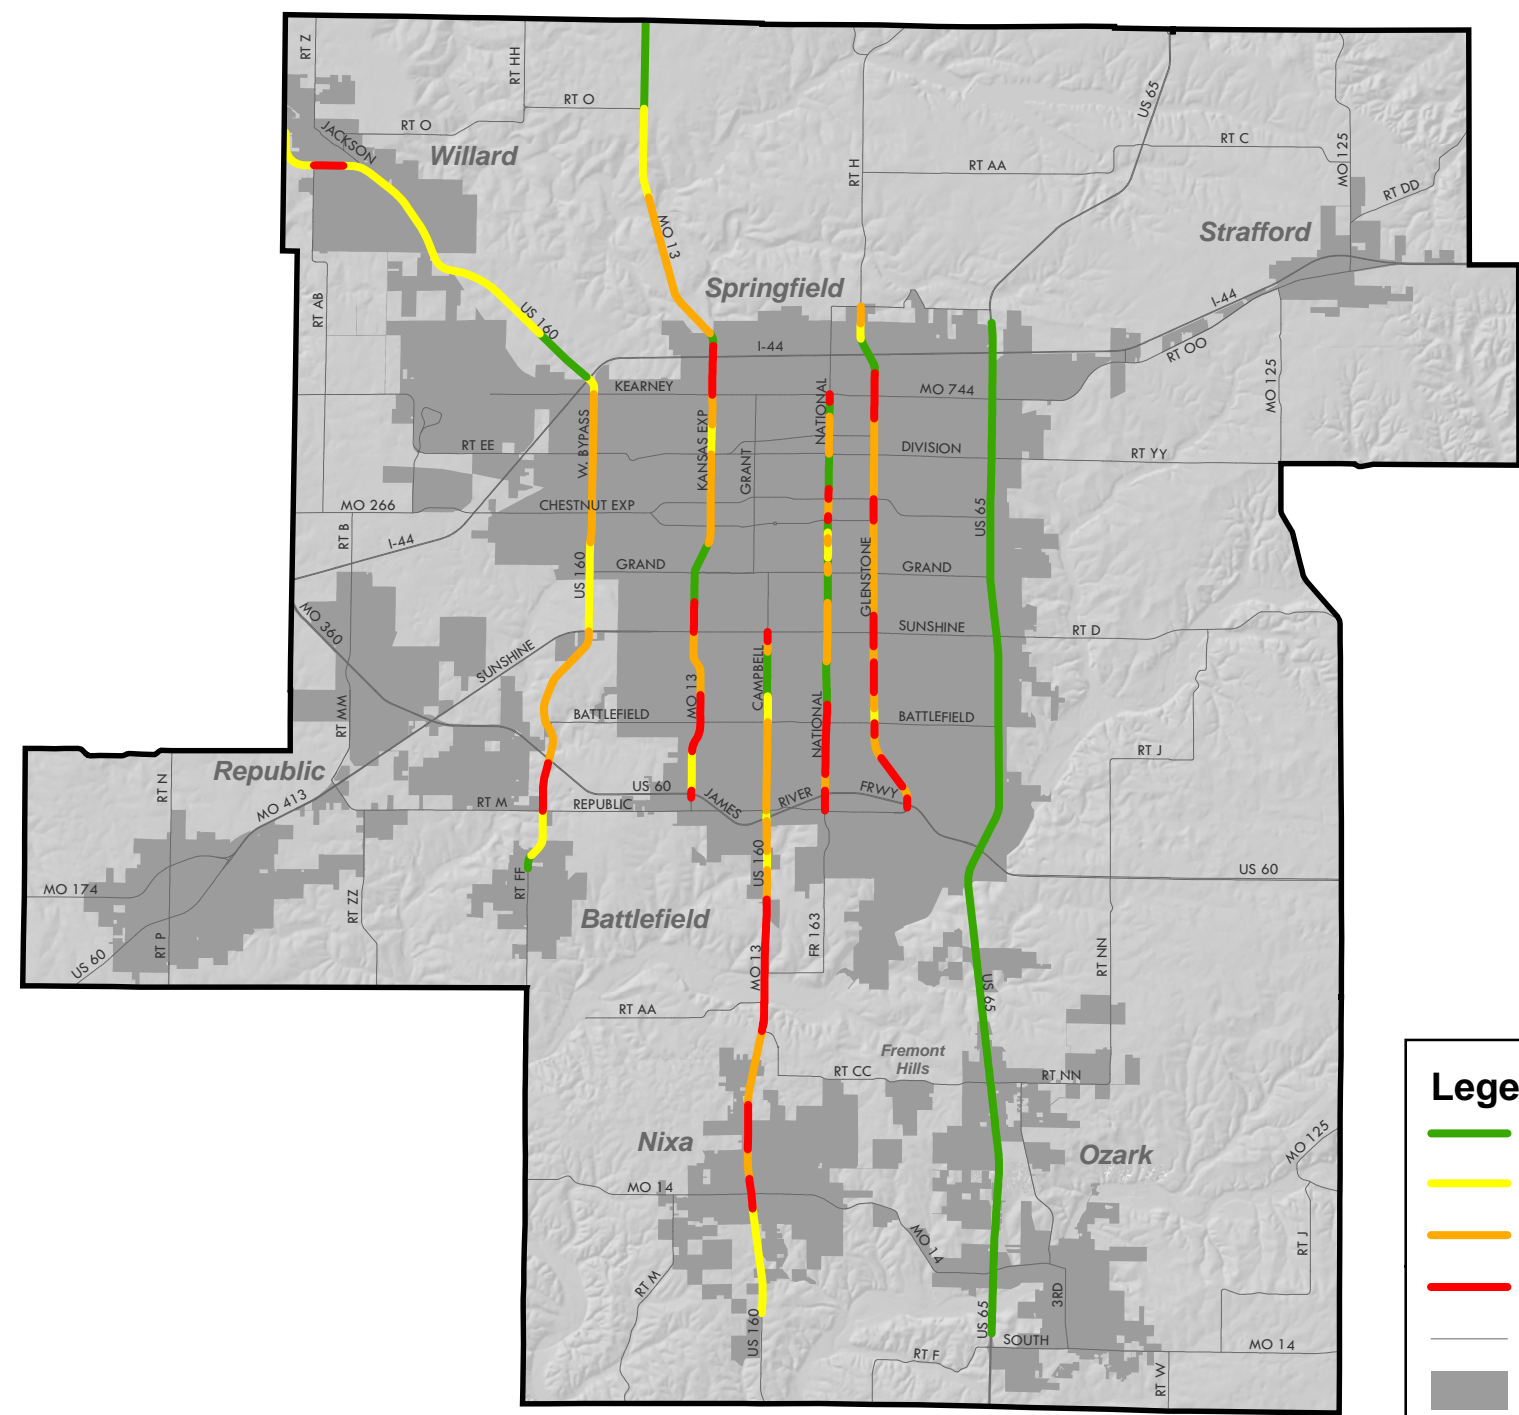 RT Z
RT HH
RT O
RT O
JACKSON
Willard
MO 13
RT H
US 65
RT AA
RT C
MO 125
RT DD
Strafford
Springfield
RT AB
US 160
I-44
I-44
RT OO
MO 125
KEARNEY
MO 744
NATIONAL
W. BYPASS
KANSAS EXP
GRANT
RT EE
DIVISION
RT YY
MO 266
CHESTNUT EXP
US 65
RT B
I-44
US 160
GRAND
GLENSTONE
GRAND
MO 360
SUNSHINE
SUNSHINE
RT D
CAMPBELL
MO 13
RT MM
BATTLEFIELD
NATIONAL
BATTLEFIELD
RT J
Republic
RT N
MO 413
US 60
RT M
REPUBLIC
JAMES
RIVER
FRWY
US 160
US 60
MO 174
RT ZZ
RT FF
Battlefield
FR 163
RT P
US 60
MO 13
US 65
RT NN
RT AA
Fremont
Hills
RT CC
RT NN
Nixa
Ozark
MO 125
MO 14
MO 14
RT J
RT M
3RD
US 160
US 65
SOUTH
RT F
MO 14
RT W
Lege